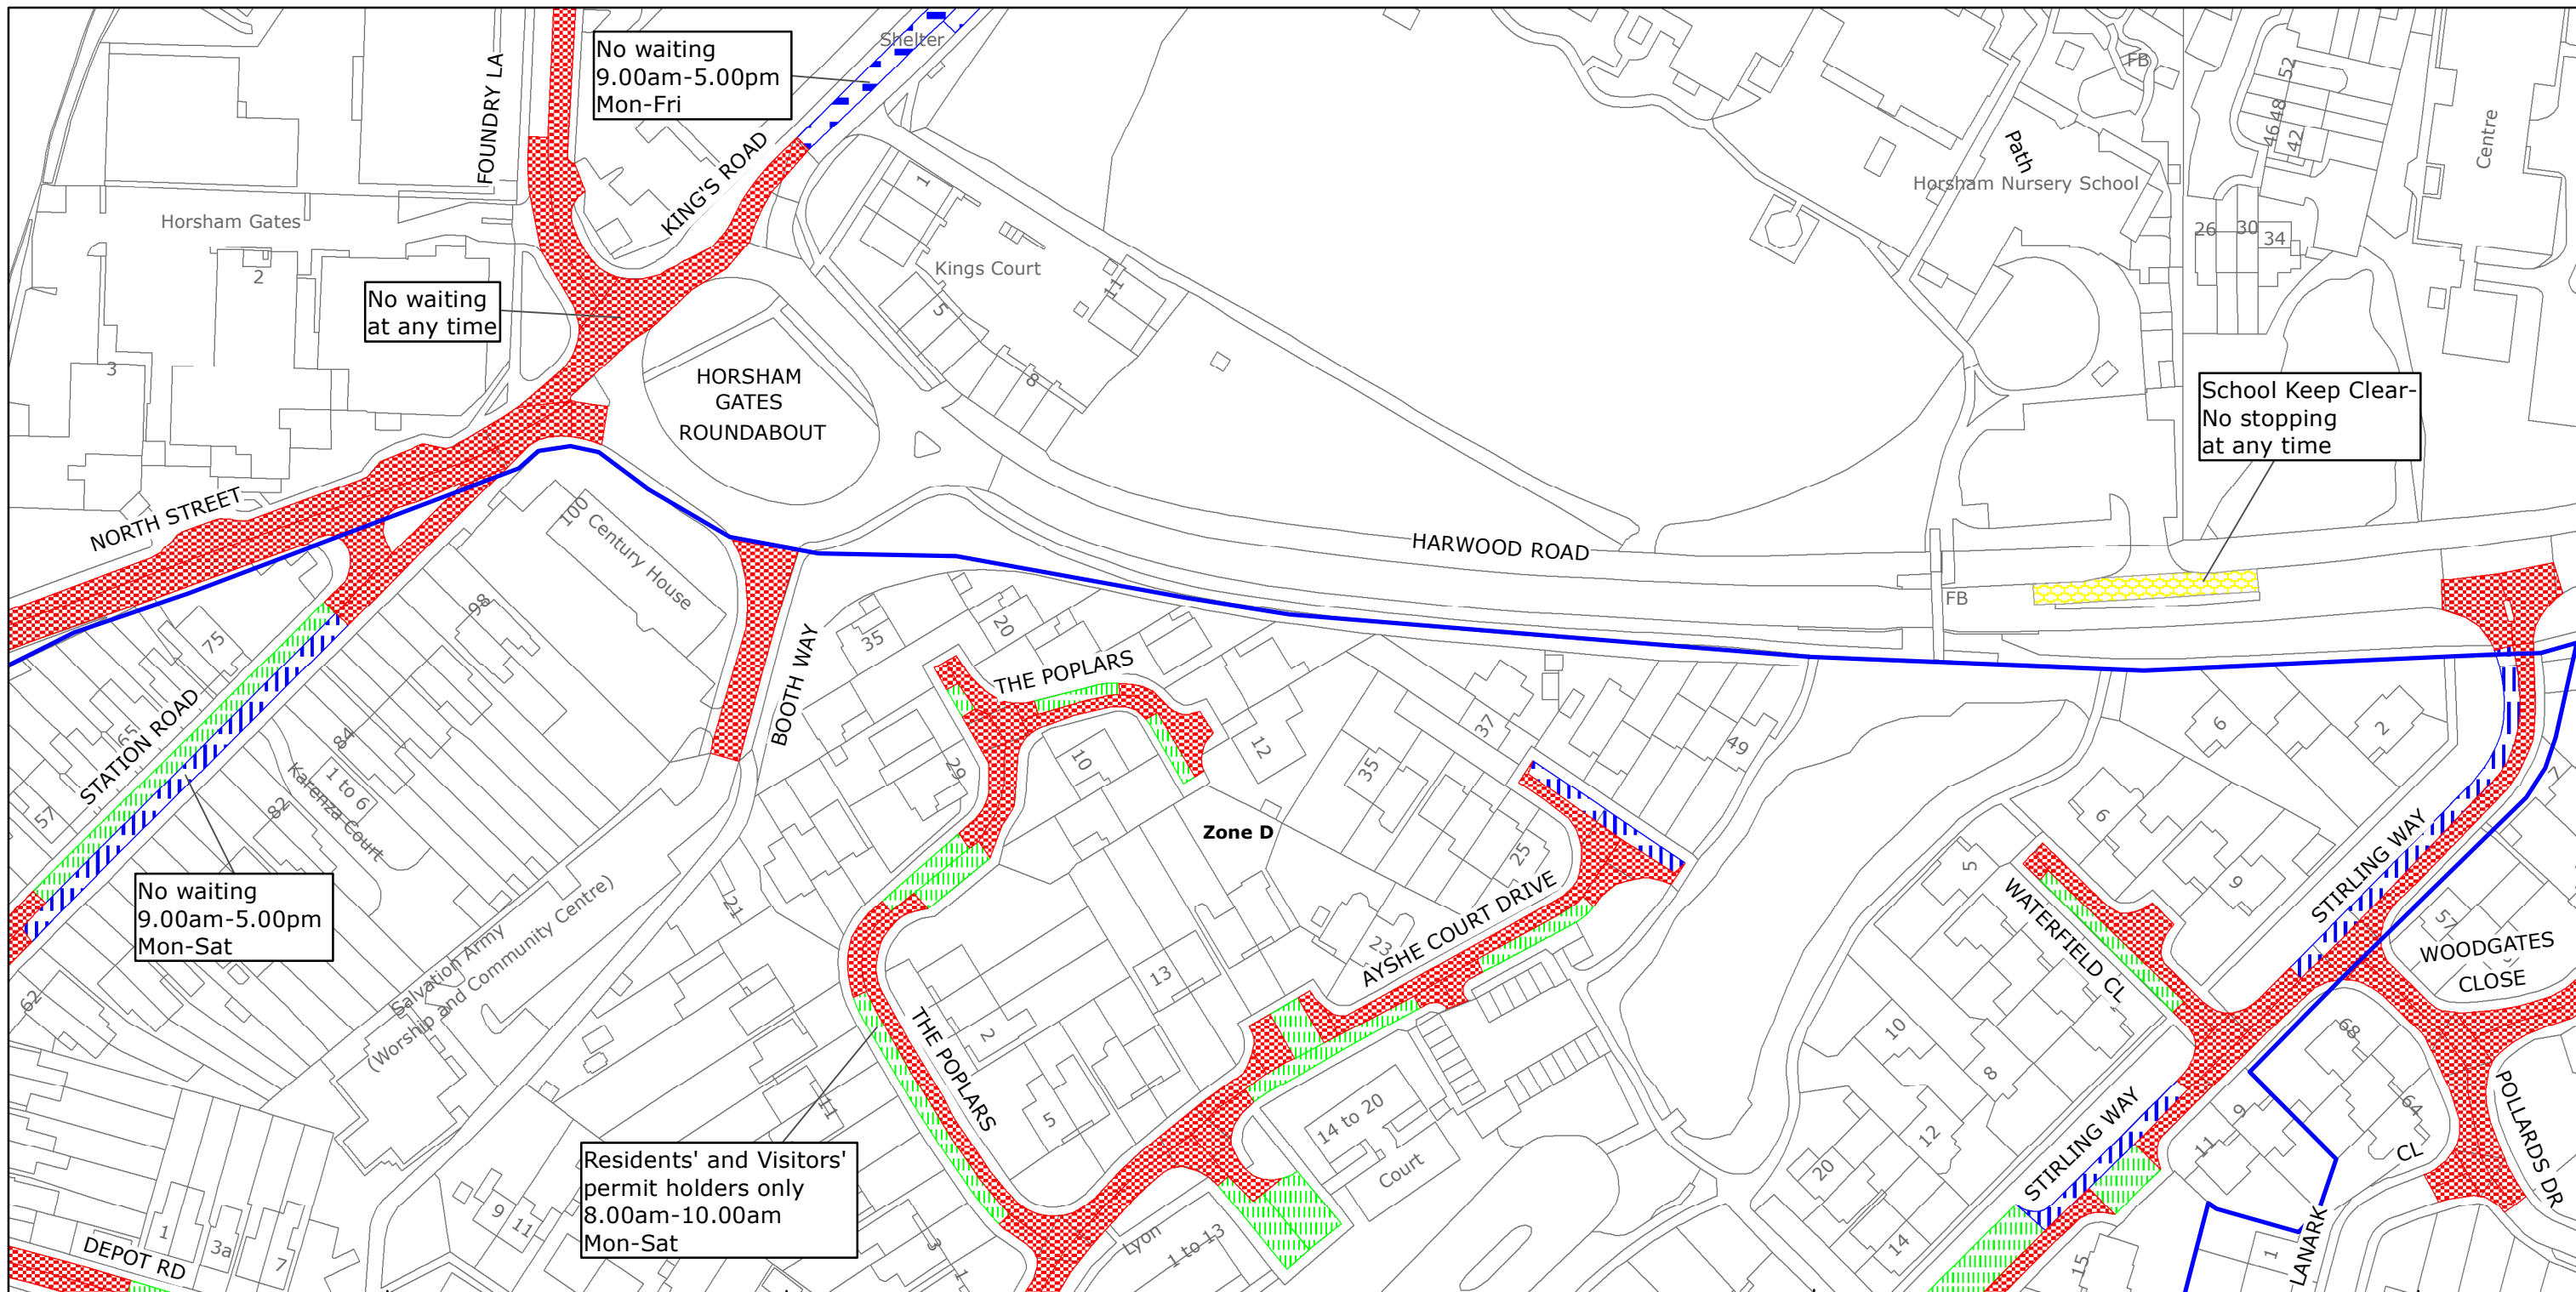 No waiting
9.00am-5.00pm
Mon-Fri
Shelter
FOUNDRY LA
KING'S ROAD
Horsham Gates
2
3
No waiting
at any time
1
Kings Court
5
11
8
HORSHAM
GATES
ROUNDABOUT
Path
Horsham Nursery School
FB
52
48
46
42
Centre
26
30
34
School Keep Clear-
No stopping
at any time
NORTH STREET
100
Century House
HARWOOD ROAD
FB
98
75
65
STATION ROAD
57
84
1 to 6
Karenza Court
82
62
No waiting
9.00am-5.00pm
Mon-Sat
Salvation Army
(Worship and Community Centre)
BOOTH WAY
35
20
THE POPLARS
12
10
29
21
Zone D
37
49
35
25
23
AYSHE COURT DRIVE
13
2
5
THE POPLARS
11
Residents' and Visitors'
permit holders only
8.00am-10.00am
Mon-Sat
14 to 20
Court
Lyon
1 to 13
3
1
9
11
DEPOT RD
1
3a
7
6
2
7
6
9
5
WATERFIELD CL
STIRLING WAY
57
WOODGATES
CLOSE
10
8
12
20
14
STIRLING WAY
68
64
9
11
CL
LANARK
POLLARDS DR
1
15